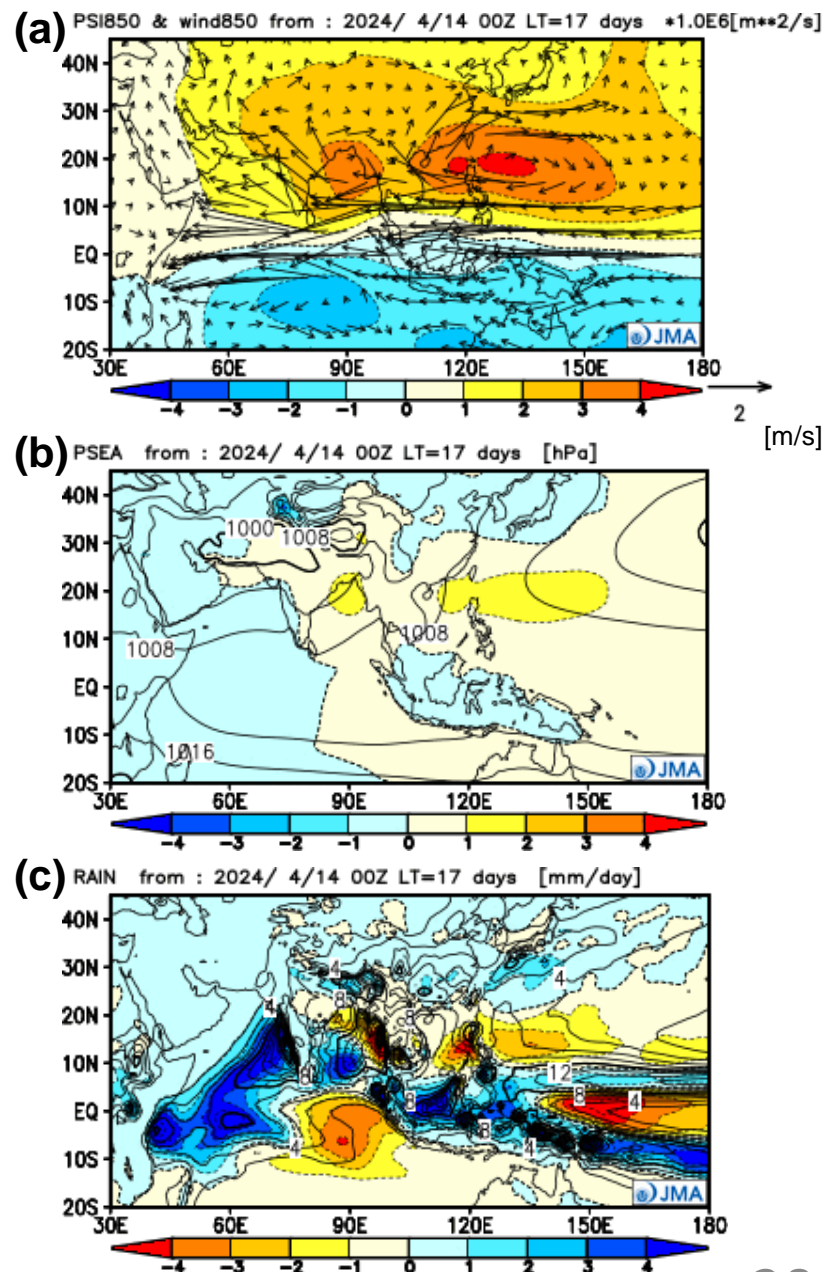 (a) PSI850 & wind850 from : 2024/ 4/14 00Z LT=17 days *1.0E6[m**2/s]
40N
30N
20N
10N
EQ
10S
20S
JMA
30E 60E 90E 120E 150E 180
-4 -3 -2 -1 0 1 2 3 4
2
[m/s]
(b) PSEA from : 2024/ 4/14 00Z LT=17 days [hPa]
40N
1000 1008
30N
20N
10N
1008
1008
EQ
10S
1016
20S
JMA
30E 60E 90E 120E 150E 180
-4 -3 -2 -1 0 1 2 3 4
(c) RAIN from : 2024/ 4/14 00Z LT=17 days [mm/day]
40N
30N
4
4
20N
4
8
8
10N
8
12
EQ
8
8
4
4
8
4
10S
20S
JMA
30E 60E 90E 120E 150E 180
-4 -3 -2 -1 0 1 2 3 4